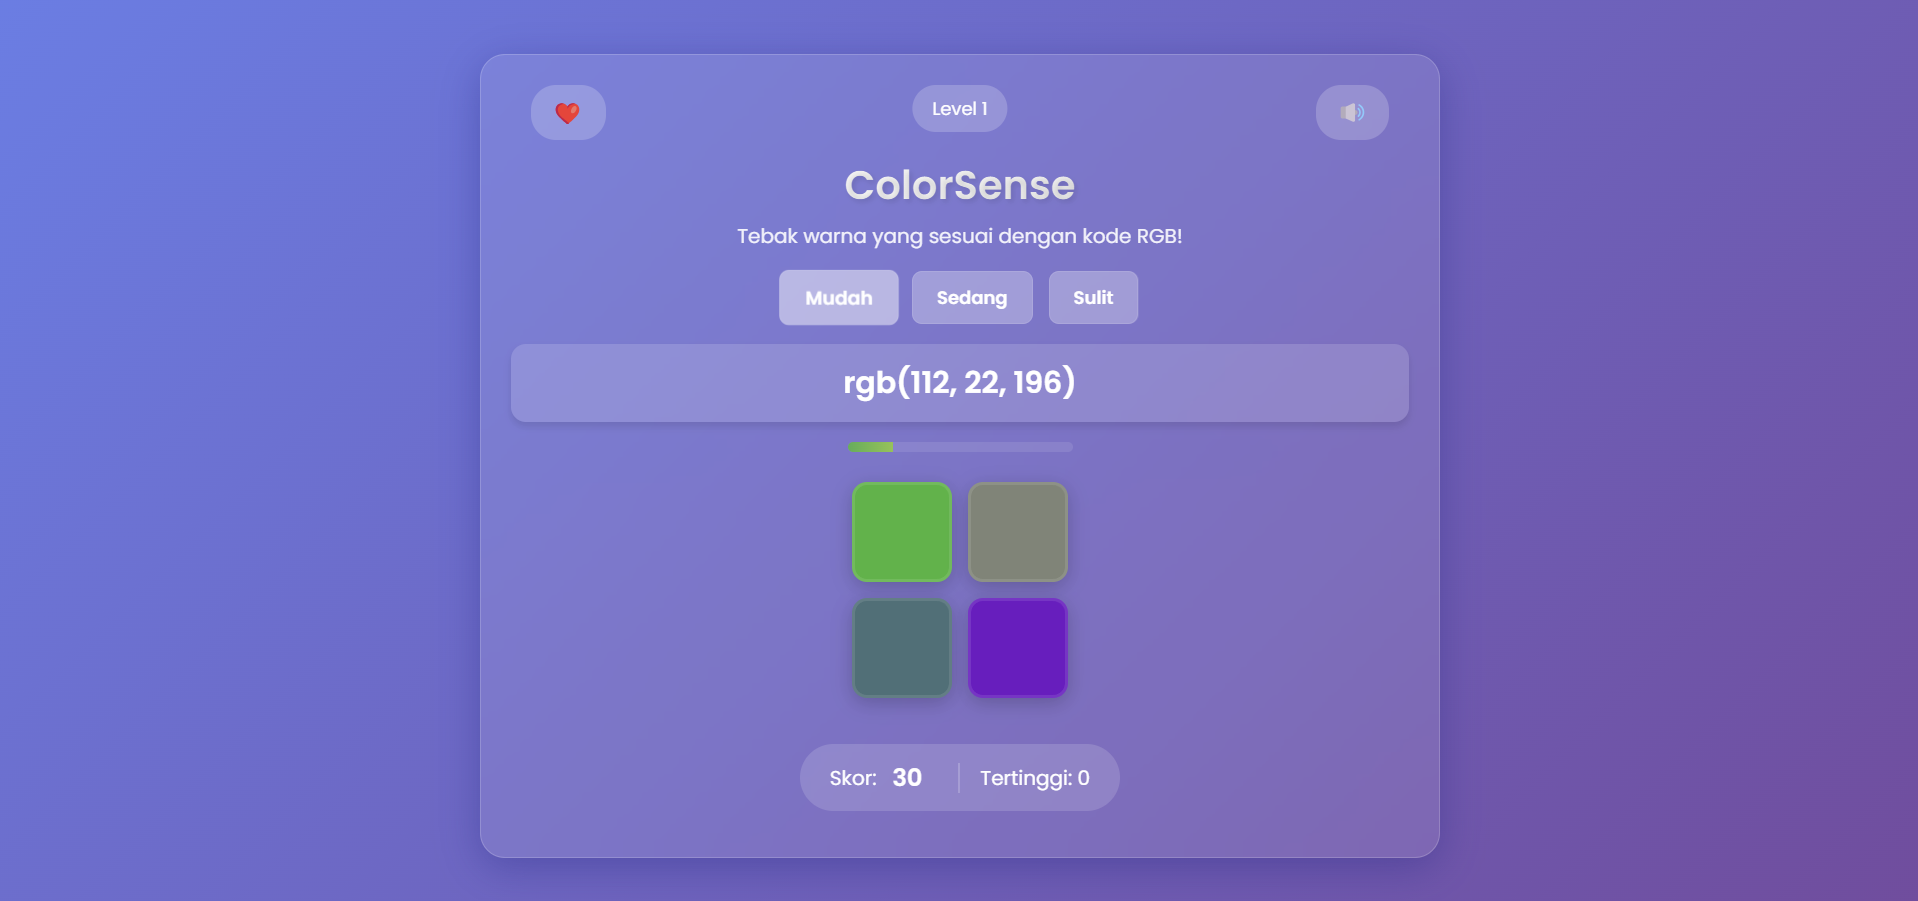 Level 1
ColorSense
Tebak warna yang sesuai dengan kode RGB!
Mudah
Sedang
Sulit
rgb(112, 22, 196)
Skor: 30
Tertinggi: 0